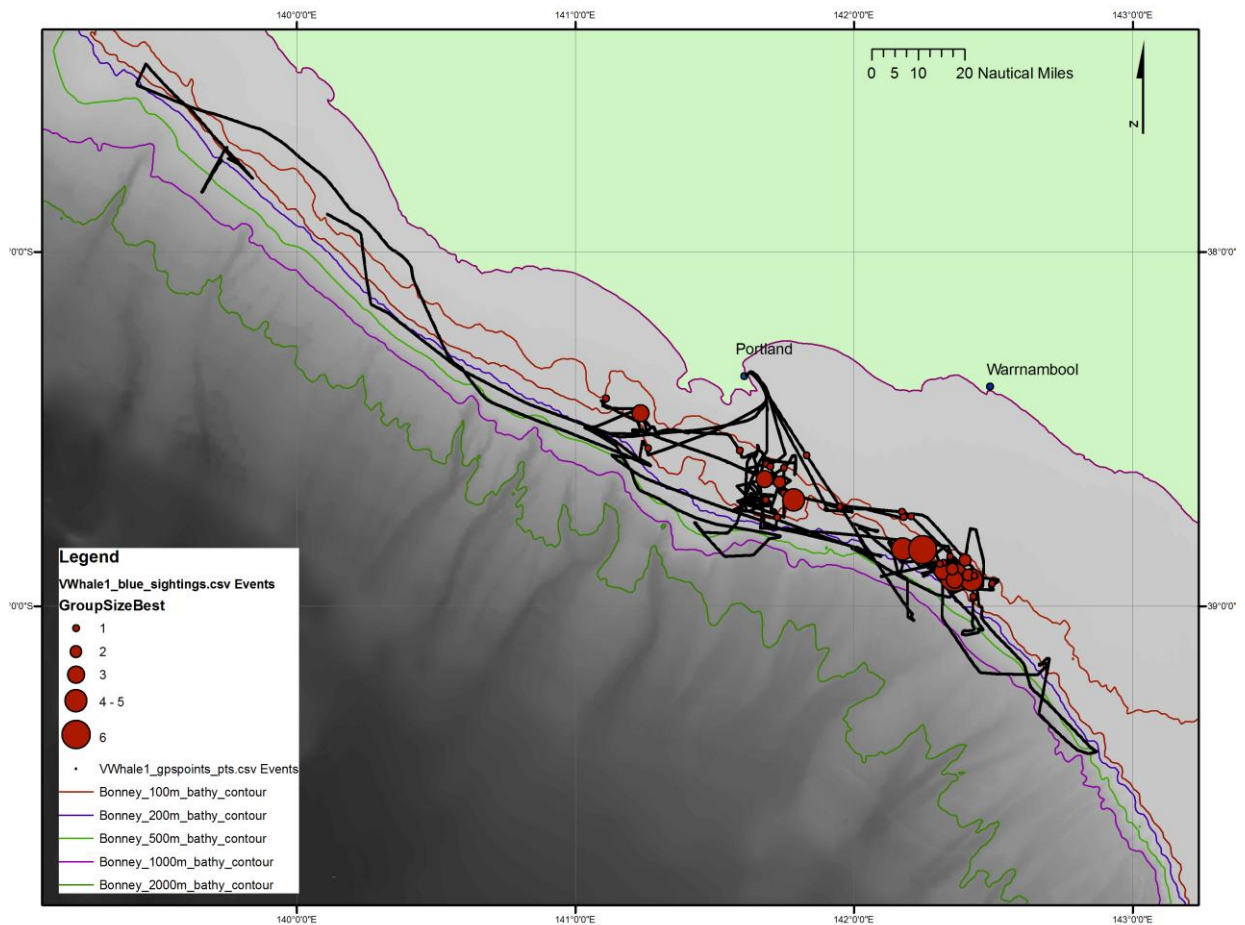 140°0'0"E 141°0'0"E 142°0'0"E 143°0'0"E
0 5 10 20 Nautical Miles
N
°0'0"S 38°0'0"
Portland
Warrnambool
°0'0"S 39°0'0"
Legend
VWhale1_blue_sightings.csv Events
GroupSizeBest
1
2
3
4 - 5
6
VWhale1_gpspoints_pts.csv Events
Bonney_100m_bathy_contour
Bonney_200m_bathy_contour
Bonney_500m_bathy_contour
Bonney_1000m_bathy_contour
Bonney_2000m_bathy_contour
140°0'0"E 141°0'0"E 142°0'0"E 143°0'0"E